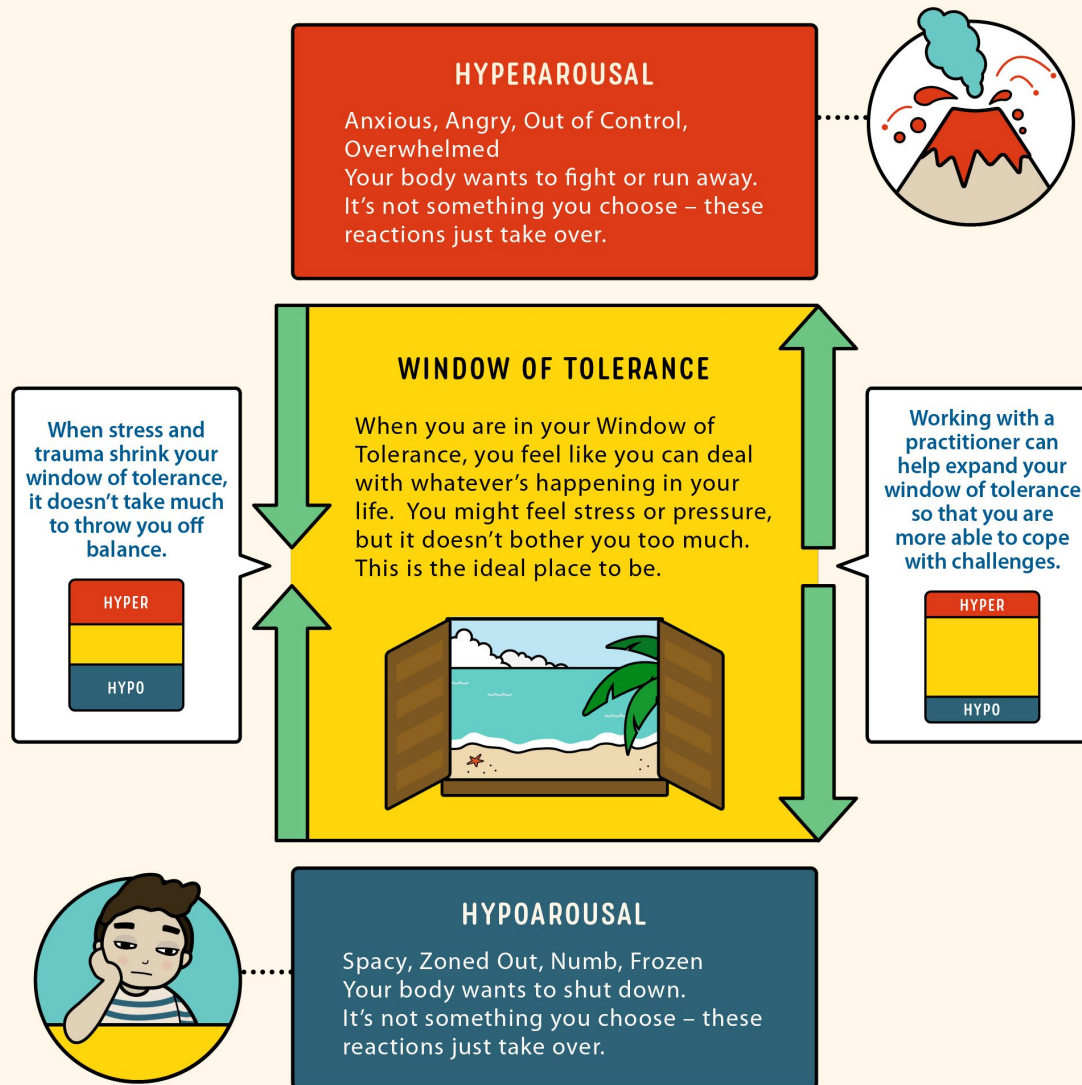 HYPERAROUSAL
Anxious, Angry, Out of Control,
Overwhelmed
Your body wants to fight or run away.
It’s not something you choose – these
reactions just take over.
WINDOW OF TOLERANCE
When you are in your Window of
Tolerance, you feel like you can deal
with whatever’s happening in your
life.  You might feel stress or pressure,
but it doesn’t bother you too much.
This is the ideal place to be.
When stress and
trauma shrink your
window of tolerance,
it doesn’t take much
to throw you off
balance.
HYPER
HYPO
Working with a
practitioner can
help expand your
window of tolerance
so that you are
more able to cope
with challenges.
HYPER
HYPO
HYPOAROUSAL
Spacy, Zoned Out, Numb, Frozen
Your body wants to shut down.
It’s not something you choose – these
reactions just take over.